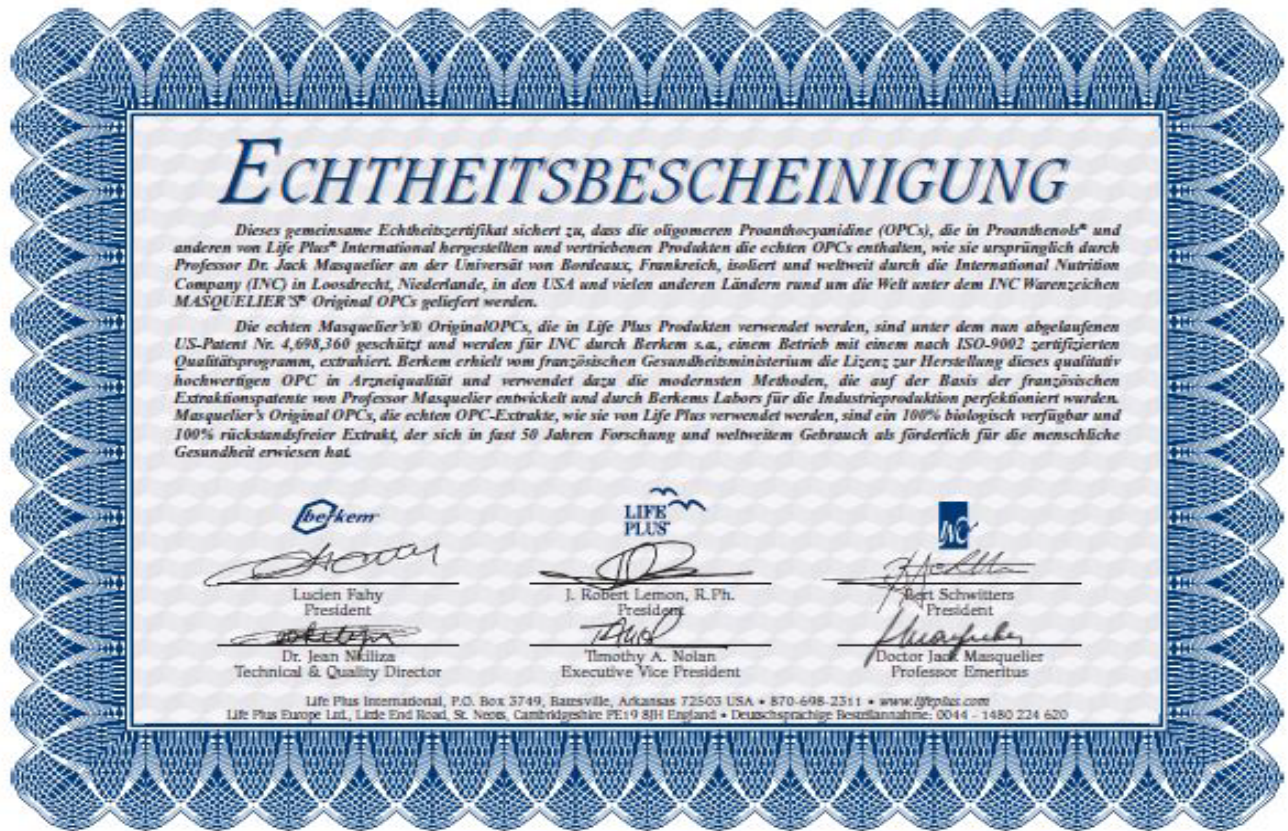 ECHTHEITSBESCHEINIGUNG
Dieses gemeinsame Echtheitszertifikat sichert zu, dass die oligomeren Proanthocyanidine (OPCs), die in Proanthenols® und
anderen von Life Plus® International hergestellten und vertriebenen Produkten die echten OPCs enthalten, wie sie ursprünglich durch
Professor Dr. Jack Masquelier an der Universät von Bordeaux, Frankreich, isoliert und weltweit durch die International Nutrition
Company (INC) in Loosdrecht, Niederlande, in den USA und vielen anderen Ländern rund um die Welt unter dem INC Warenzeichen
MASQUELIER'S® Original OPCs geliefert werden.
Die echten Masquelier's® OriginalOPCs, die in Life Plus Produkten verwendet werden, sind unter dem nun abgelaufenen
US-Patent Nr. 4,698,360 geschützt und werden für INC durch Berkem s.a., einem Betrieb mit einem nach ISO-9002 zertifizierten
Qualitätsprogramm, extrahiert. Berkem erhielt vom französischen Gesundheitsministerium die Lizenz zur Herstellung dieses qualitativ
hochwertigen OPC in Arzneiqualität und verwendet dazu die modernsten Methoden, die auf der Basis der französischen
Extraktionspatente von Professor Masquelier entwickelt und durch Berkems Labors für die Industrieproduktion perfektioniert wurden.
Masquelier's Original OPCs, die echten OPC-Extrakte, wie sie von Life Plus verwendet werden, sind ein 100% biologisch verfügbar und
100% rückstandsfreier Extrakt, der sich in fast 50 Jahren Forschung und weltweitem Gebrauch als förderlich für die menschliche
Gesundheit erwiesen hat.
berkem
LIFE
PLUS
INC
Lucien Fahy
President
J. Robert Lemon, R.Ph.
President
Bert Schwitters
President
Dr. Jean Nkiliza
Technical & Quality Director
Timothy A. Nolan
Executive Vice President
Doctor Jack Masquelier
Professor Emeritus
Life Plus International, P.O. Box 3749, Batesville, Arkansas 72503 USA • 870-698-2311 • www.lifeplus.com
Life Plus Europe Ltd., Little End Road, St. Neots, Cambridgeshire PE19 8JH England • Deutschsprachige Bestellannahme: 0044 - 1480 224 620